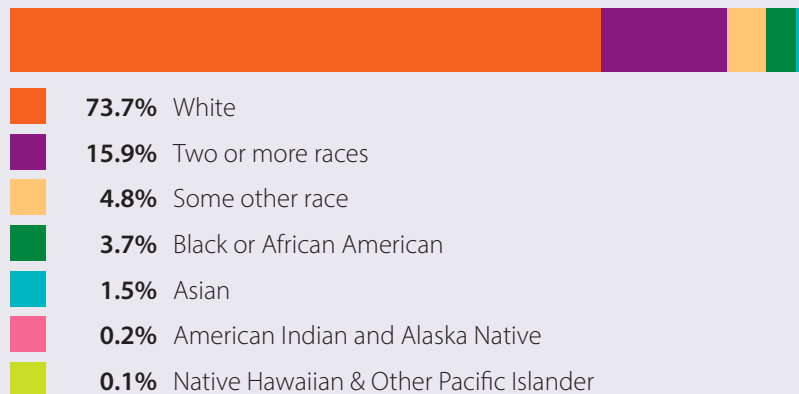 73.7% White
15.9% Two or more races
4.8% Some other race
3.7% Black or African American
1.5% Asian
0.2% American Indian and Alaska Native
0.1% Native Hawaiian & Other Pacific Islander